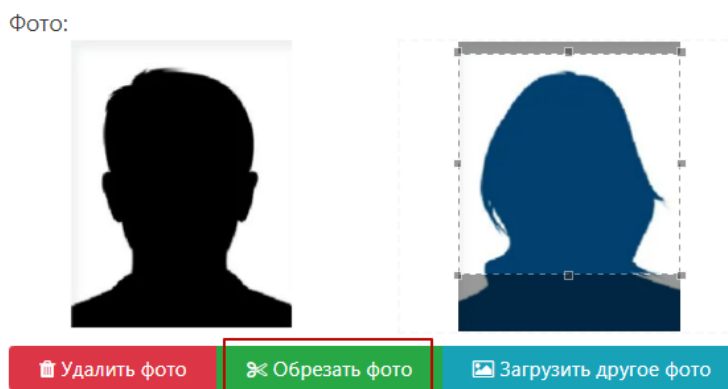 Фото:
Удалить фото Обрезать фото Загрузить другое фото